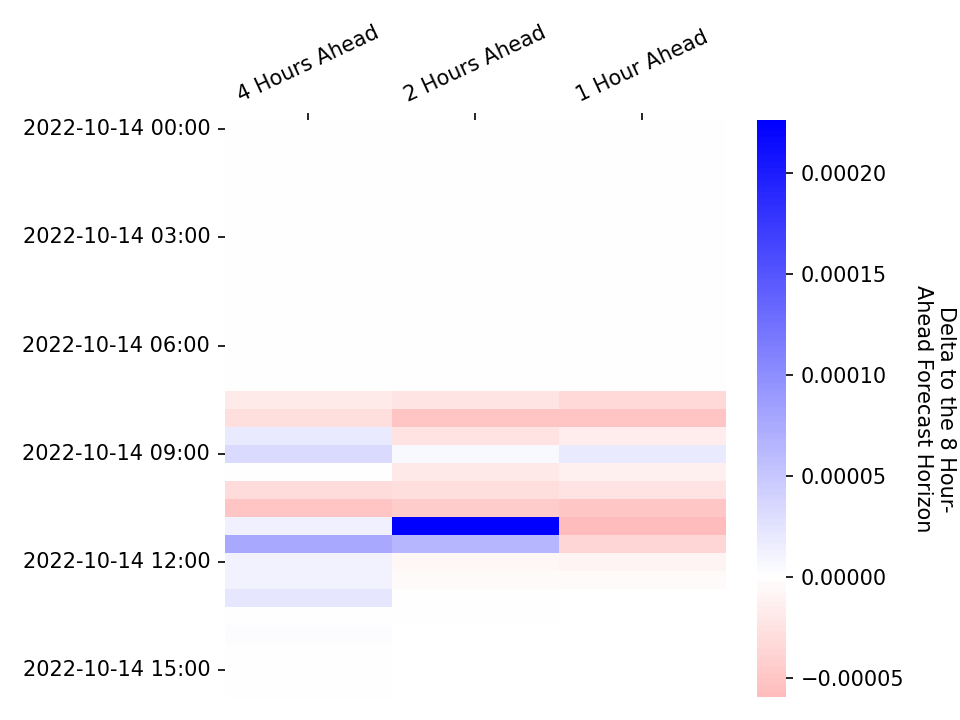 4 Hours Ahead
2 Hours Ahead
1 Hour Ahead
2022-10-14 00:00
2022-10-14 03:00
2022-10-14 06:00
2022-10-14 09:00
2022-10-14 12:00
2022-10-14 15:00
0.00020
0.00015
0.00010
0.00005
0.00000
−0.00005
Delta to the 8 Hour-
Ahead Forecast Horizon